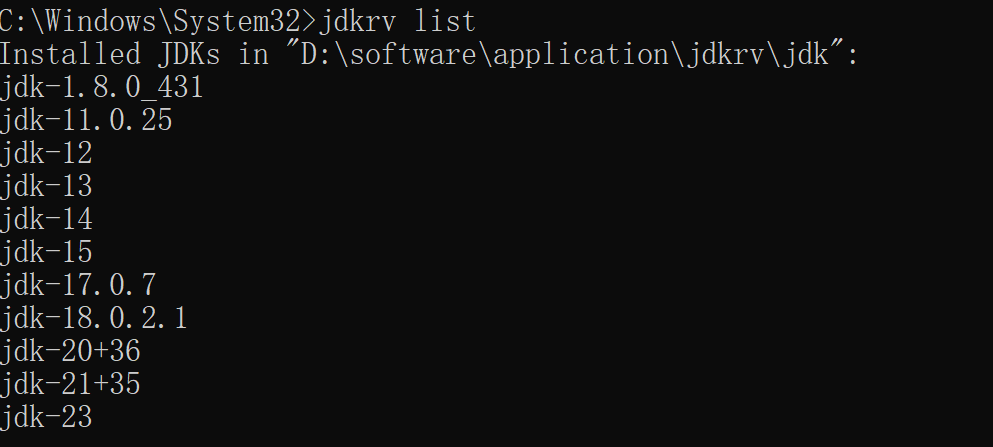 C:\Windows\System32>jdkrv list
Installed JDKs in "D:\software\application\jdkrv\jdk":
jdk-1.8.0_431
jdk-11.0.25
jdk-12
jdk-13
jdk-14
jdk-15
jdk-17.0.7
jdk-18.0.2.1
jdk-20+36
jdk-21+35
jdk-23